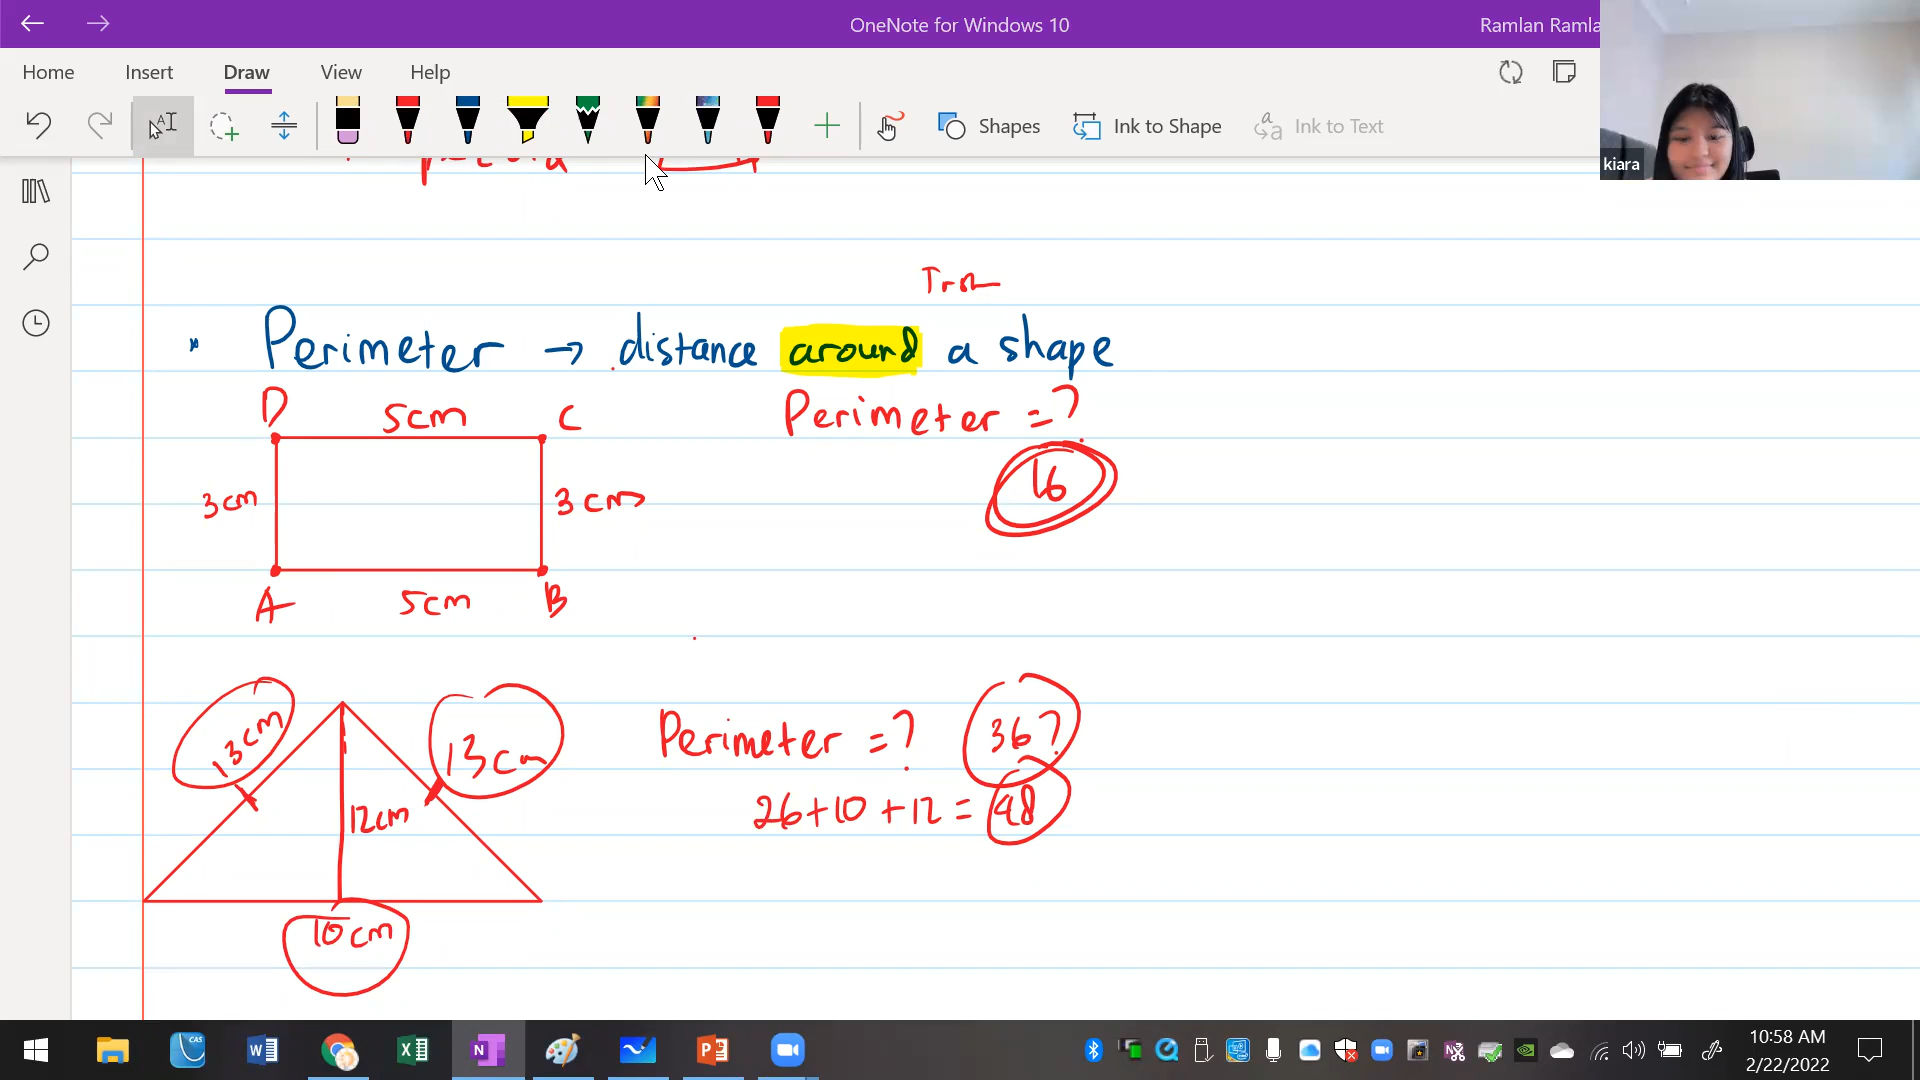 OneNote for Windows 10
Ramlan Ramla
Home Insert Draw View Help
Shapes Ink to Shape Ink to Text
kiara
Perimeter → distance around a shape
D 5cm C Perimeter = ?
16
3cm 3cm
A 5cm B
13cm 13cm Perimeter = ? 36?
12cm 26+10+12=48
10cm
10:58 AM
2/22/2022